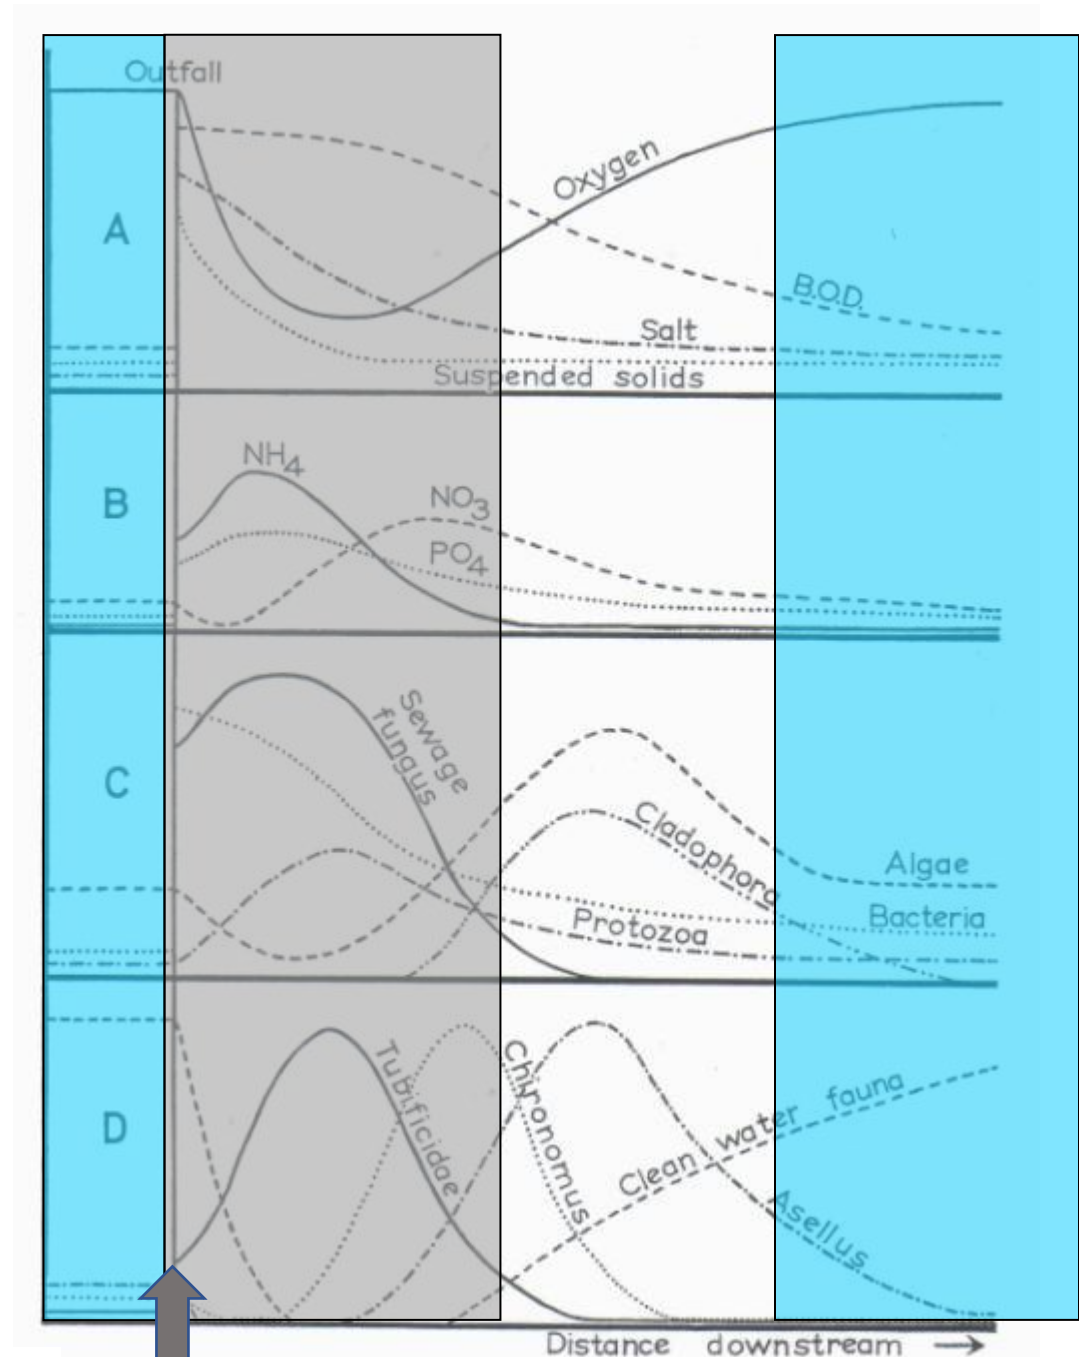 Outfall
A
Oxygen
B.O.D.
Salt
Suspended solids
B
NH4
NO3
PO4
C
Sewage
fungus
Cladophora
Algae
Bacteria
Protozoa
D
Tubificidae
Chironomus
Clean water fauna
Asellus
Distance downstream →